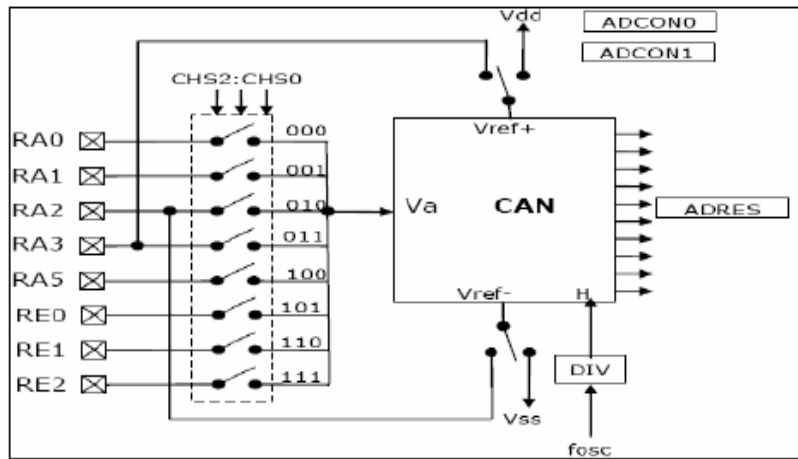 Vdd
ADCON0
ADCON1
CHS2:CHS0
RA0
000
Vref+
RA1
001
RA2
010
Va
CAN
ADRES
RA3
011
RA5
100
RE0
101
Vref-
H
RE1
110
RE2
111
DIV
Vss
fosc